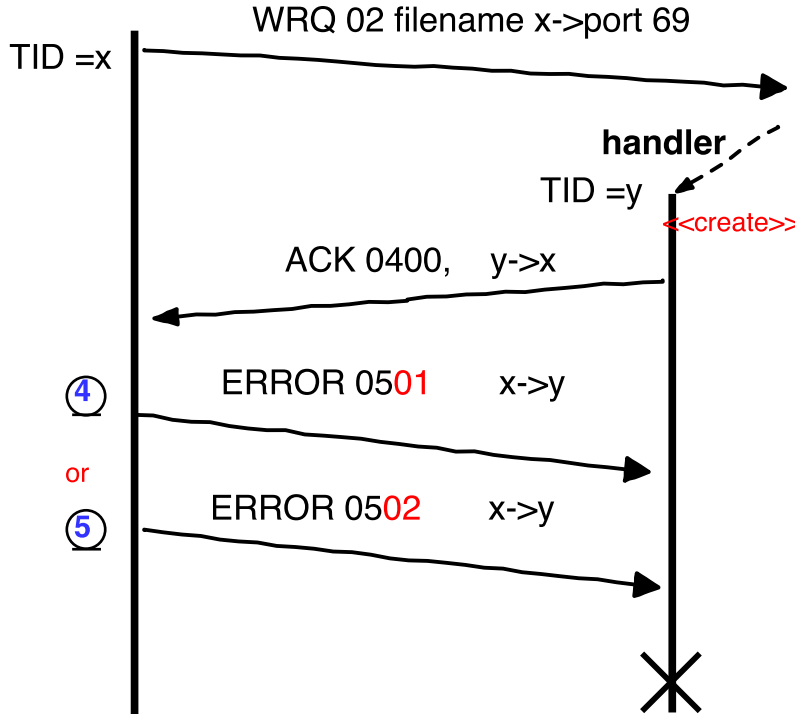 WRQ 02 filename x->port 69
TID =x
handler
TID =y
<<create>>
ACK 0400, y->x
4
ERROR 0501 x->y
or
ERROR 0502 x->y
5